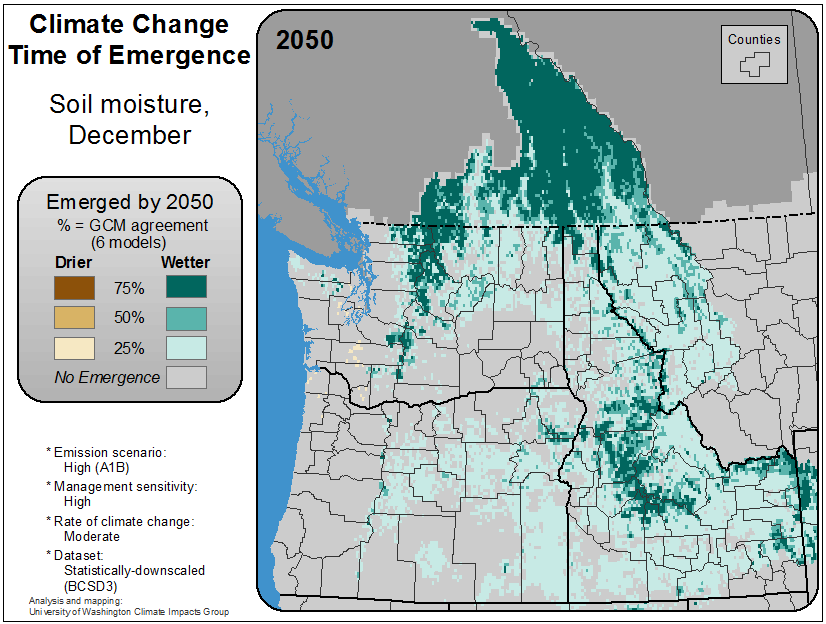 Climate Change
Time of Emergence
Soil moisture,
December
Emerged by 2050
% = GCM agreement
(6 models)
Drier
Wetter
75%
50%
25%
No Emergence
* Emission scenario:
High (A1B)
* Management sensitivity:
High
* Rate of climate change:
Moderate
* Dataset:
Statistically-downscaled
(BCSD3)
Analysis and mapping:
University of Washington Climate Impacts Group
2050
Counties